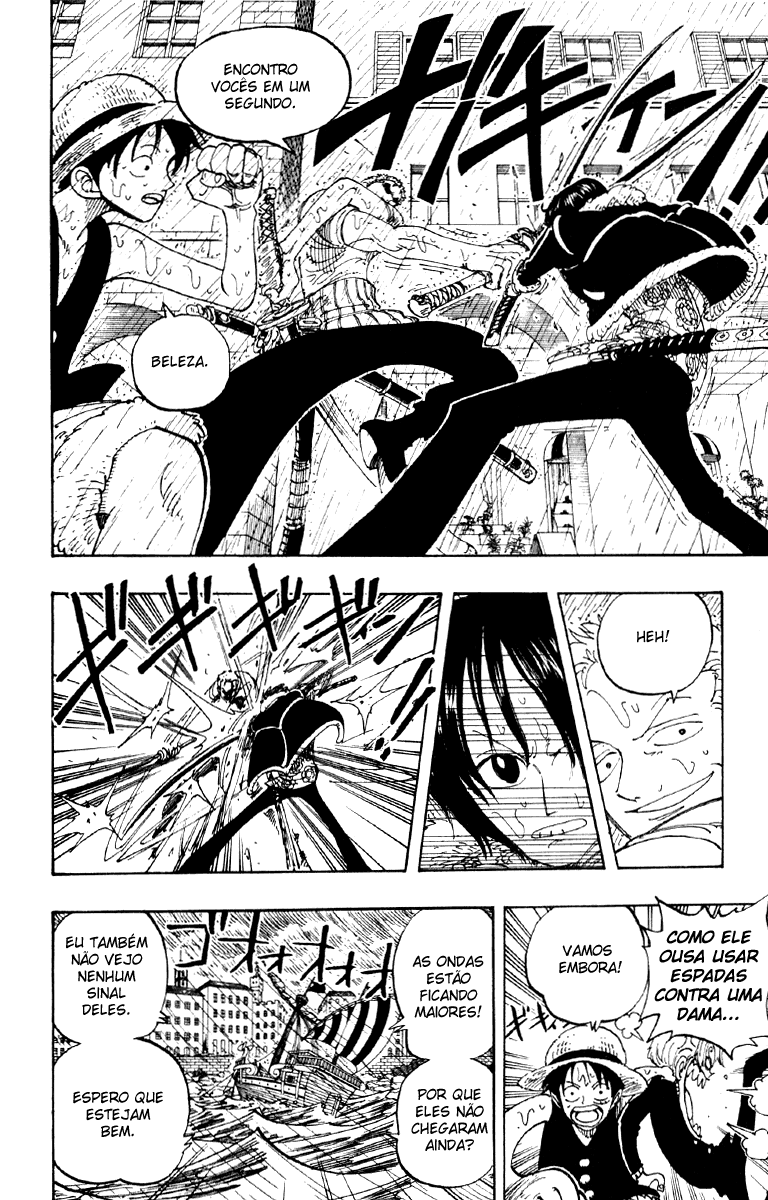 ENCONTRO
VOCÊS EM UM
SEGUNDO.
BELEZA.
HEH!
COMO ELE
OUSA USAR
ESPADAS
CONTRA UMA
DAMA...
VAMOS
EMBORA!
AS ONDAS
ESTÃO
FICANDO
MAIORES!
POR QUE
ELES NÃO
CHEGARAM
AINDA?
EU TAMBÉM
NÃO VEJO
NENHUM
SINAL
DELES.
ESPERO QUE
ESTEJAM
BEM.